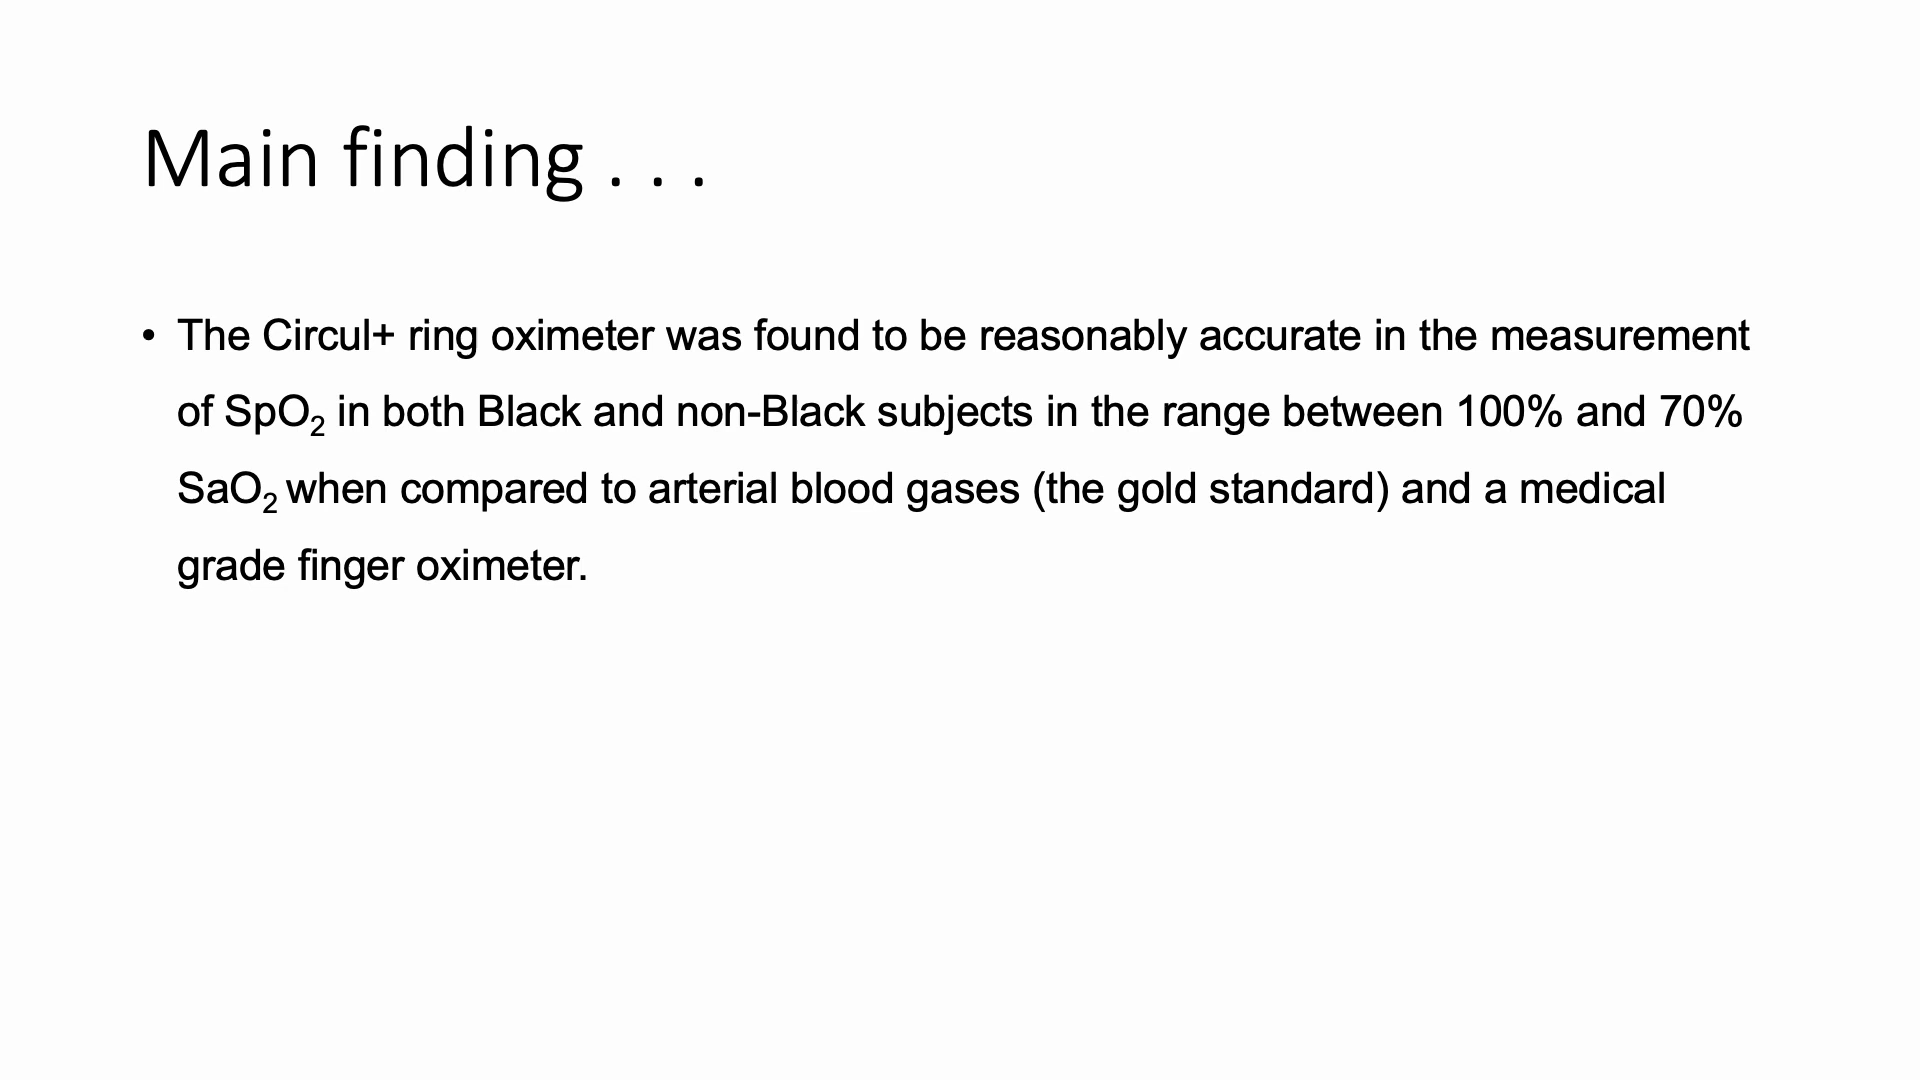 Main finding . . .
• The Circul+ ring oximeter was found to be reasonably accurate in the measurement
of SpO₂ in both Black and non-Black subjects in the range between 100% and 70%
SaO₂ when compared to arterial blood gases (the gold standard) and a medical
grade finger oximeter.